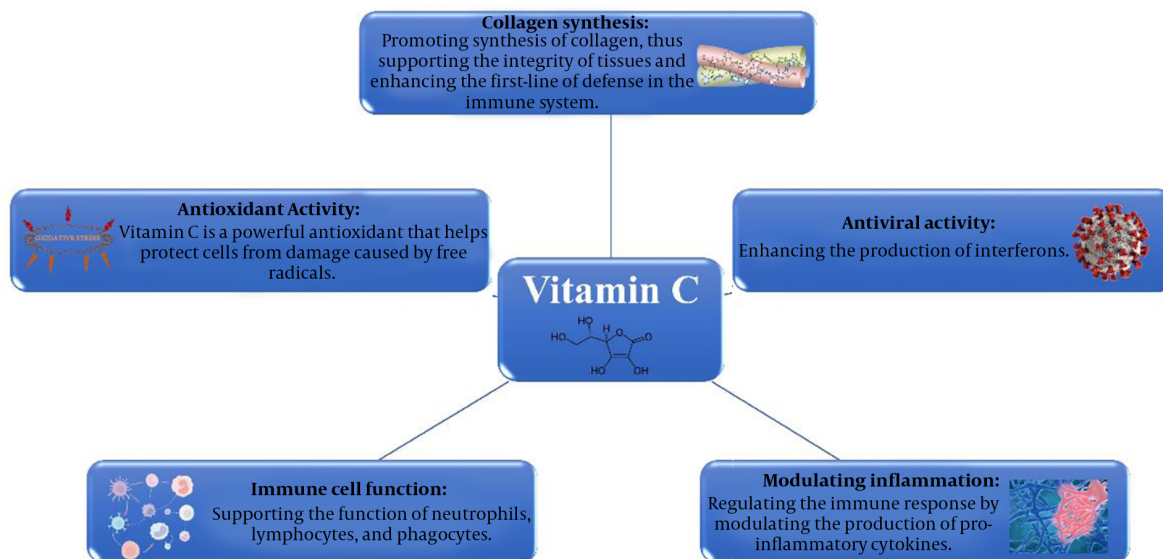 Collagen synthesis:
Promoting synthesis of collagen, thus
supporting the integrity of tissues and
enhancing the first-line of defense in the
immune system.
Antioxidant Activity:
OXIDATIVE STRESS
Vitamin C is a powerful antioxidant that helps
protect cells from damage caused by free
radicals.
Antiviral activity:
Enhancing the production of interferons.
Vitamin C
HO
H
O
HO
O
HO
OH
Immune cell function:
Supporting the function of neutrophils,
lymphocytes, and phagocytes.
Modulating inflammation:
Regulating the immune response by
modulating the production of pro-
inflammatory cytokines.